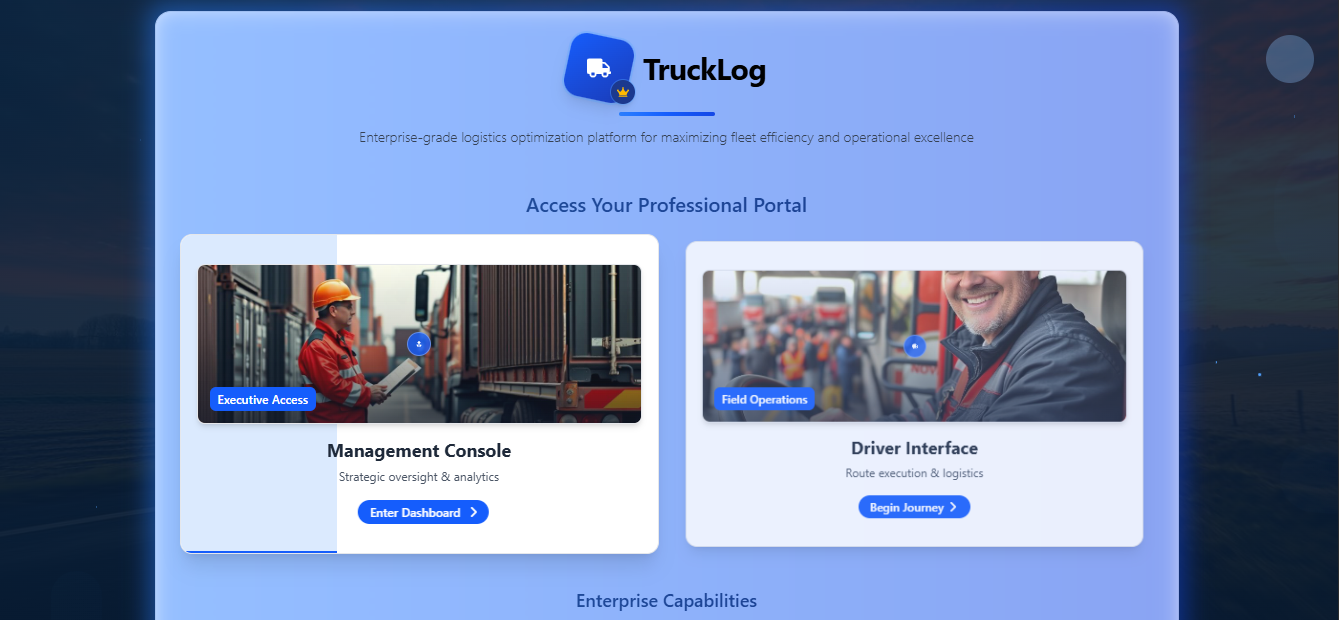 TruckLog
Enterprise-grade logistics optimization platform for maximizing fleet efficiency and operational excellence
Access Your Professional Portal
Executive Access
Management Console
Strategic oversight & analytics
Enter Dashboard
NOV
Field Operations
Driver Interface
Route execution & logistics
Begin Journey
Enterprise Capabilities